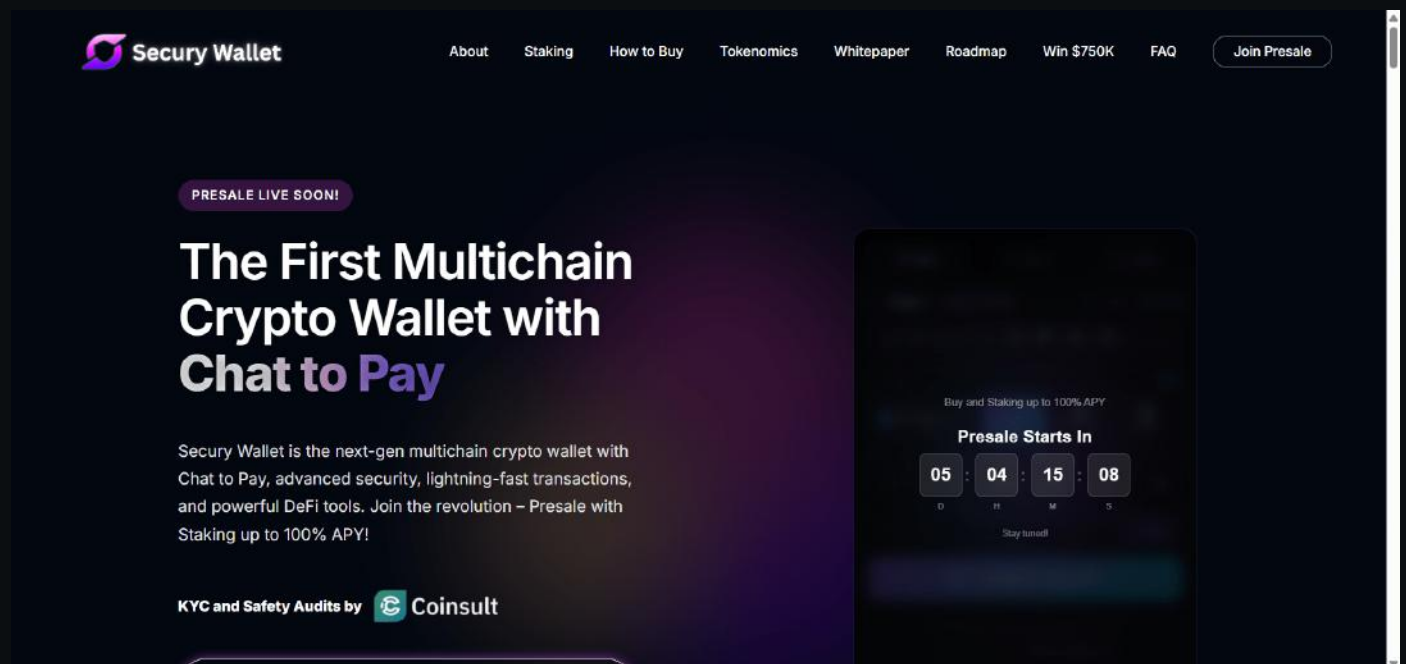 Secury Wallet
About Staking How to Buy Tokenomics Whitepaper Roadmap Win $750K FAQ Join Presale
PRESALE LIVE SOON!
The First Multichain
Crypto Wallet with
Chat to Pay
Secury Wallet is the next-gen multichain crypto wallet with
Chat to Pay, advanced security, lightning-fast transactions,
and powerful DeFi tools. Join the revolution – Presale with
Staking up to 100% APY!
KYC and Safety Audits by Coinsult
Buy and Staking up to 100% APY
Presale Starts In
05 : 04 : 15 : 08
D H M S
Stay tuned!